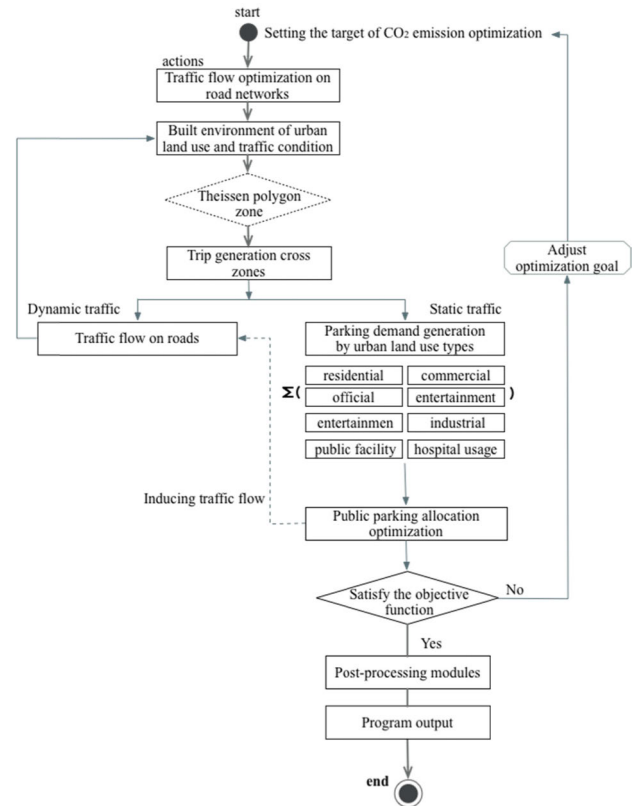 start
Setting the target of CO₂ emission optimization
actions
Traffic flow optimization on
road networks
Built environment of urban
land use and traffic condition
Theissen polygon
zone
Trip generation cross
zones
Adjust
optimization goal
Dynamic traffic
Static traffic
Traffic flow on roads
Parking demand generation
by urban land use types
residential
commercial
Σ(
official
entertainment
)
entertainmen
industrial
public facility
hospital usage
Inducing traffic flow
Public parking allocation
optimization
Satisfy the objective
function
No
Yes
Post-processing modules
Program output
end